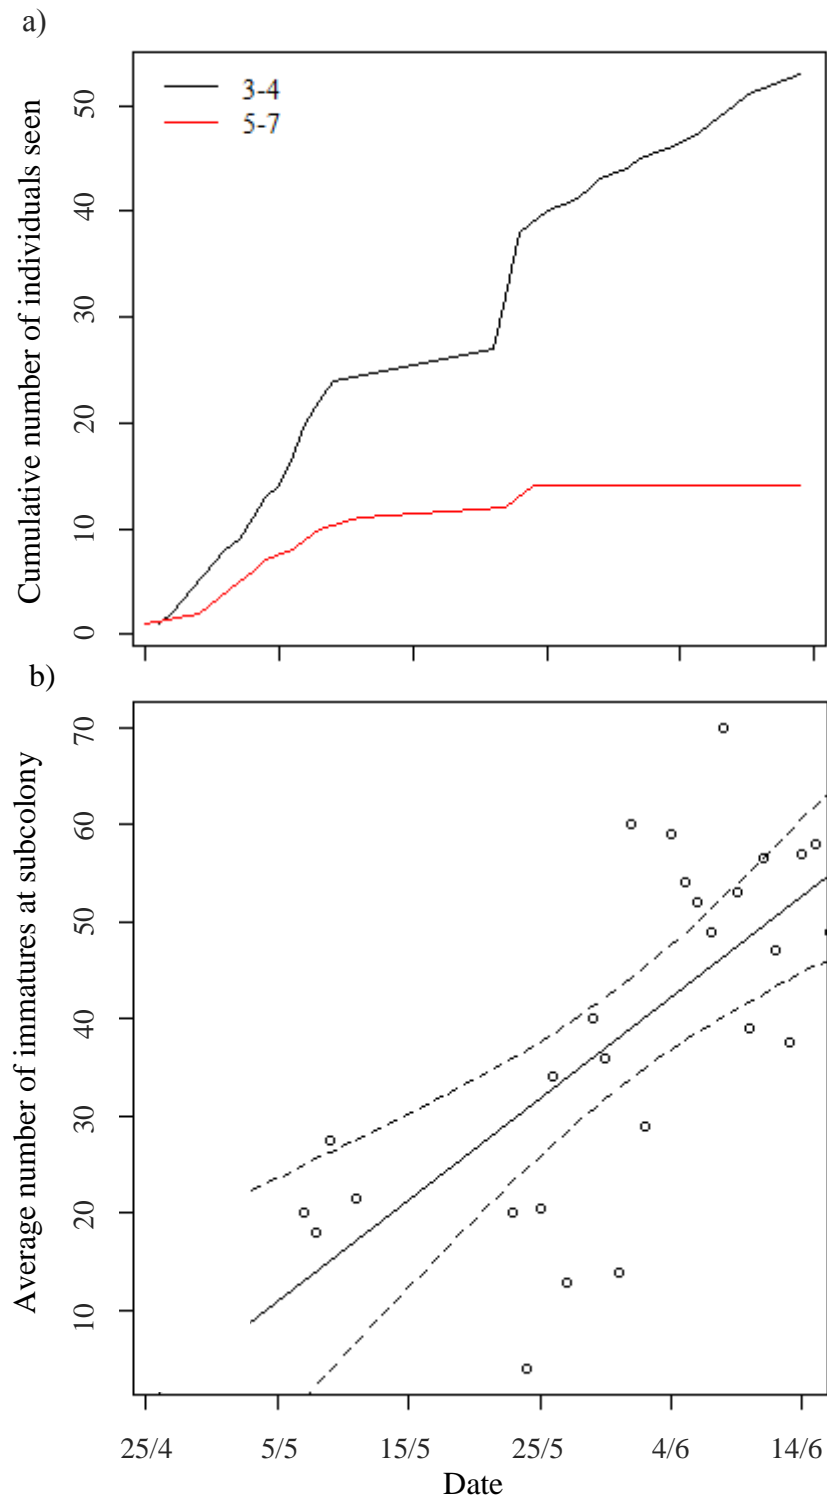 a)
Cumulative number of individuals seen
50
40
30
20
10
0
3-4
5-7
b)
Average number of immatures at subcolony
70
60
50
40
30
20
10
25/4 5/5 15/5 25/5 4/6 14/6
Date